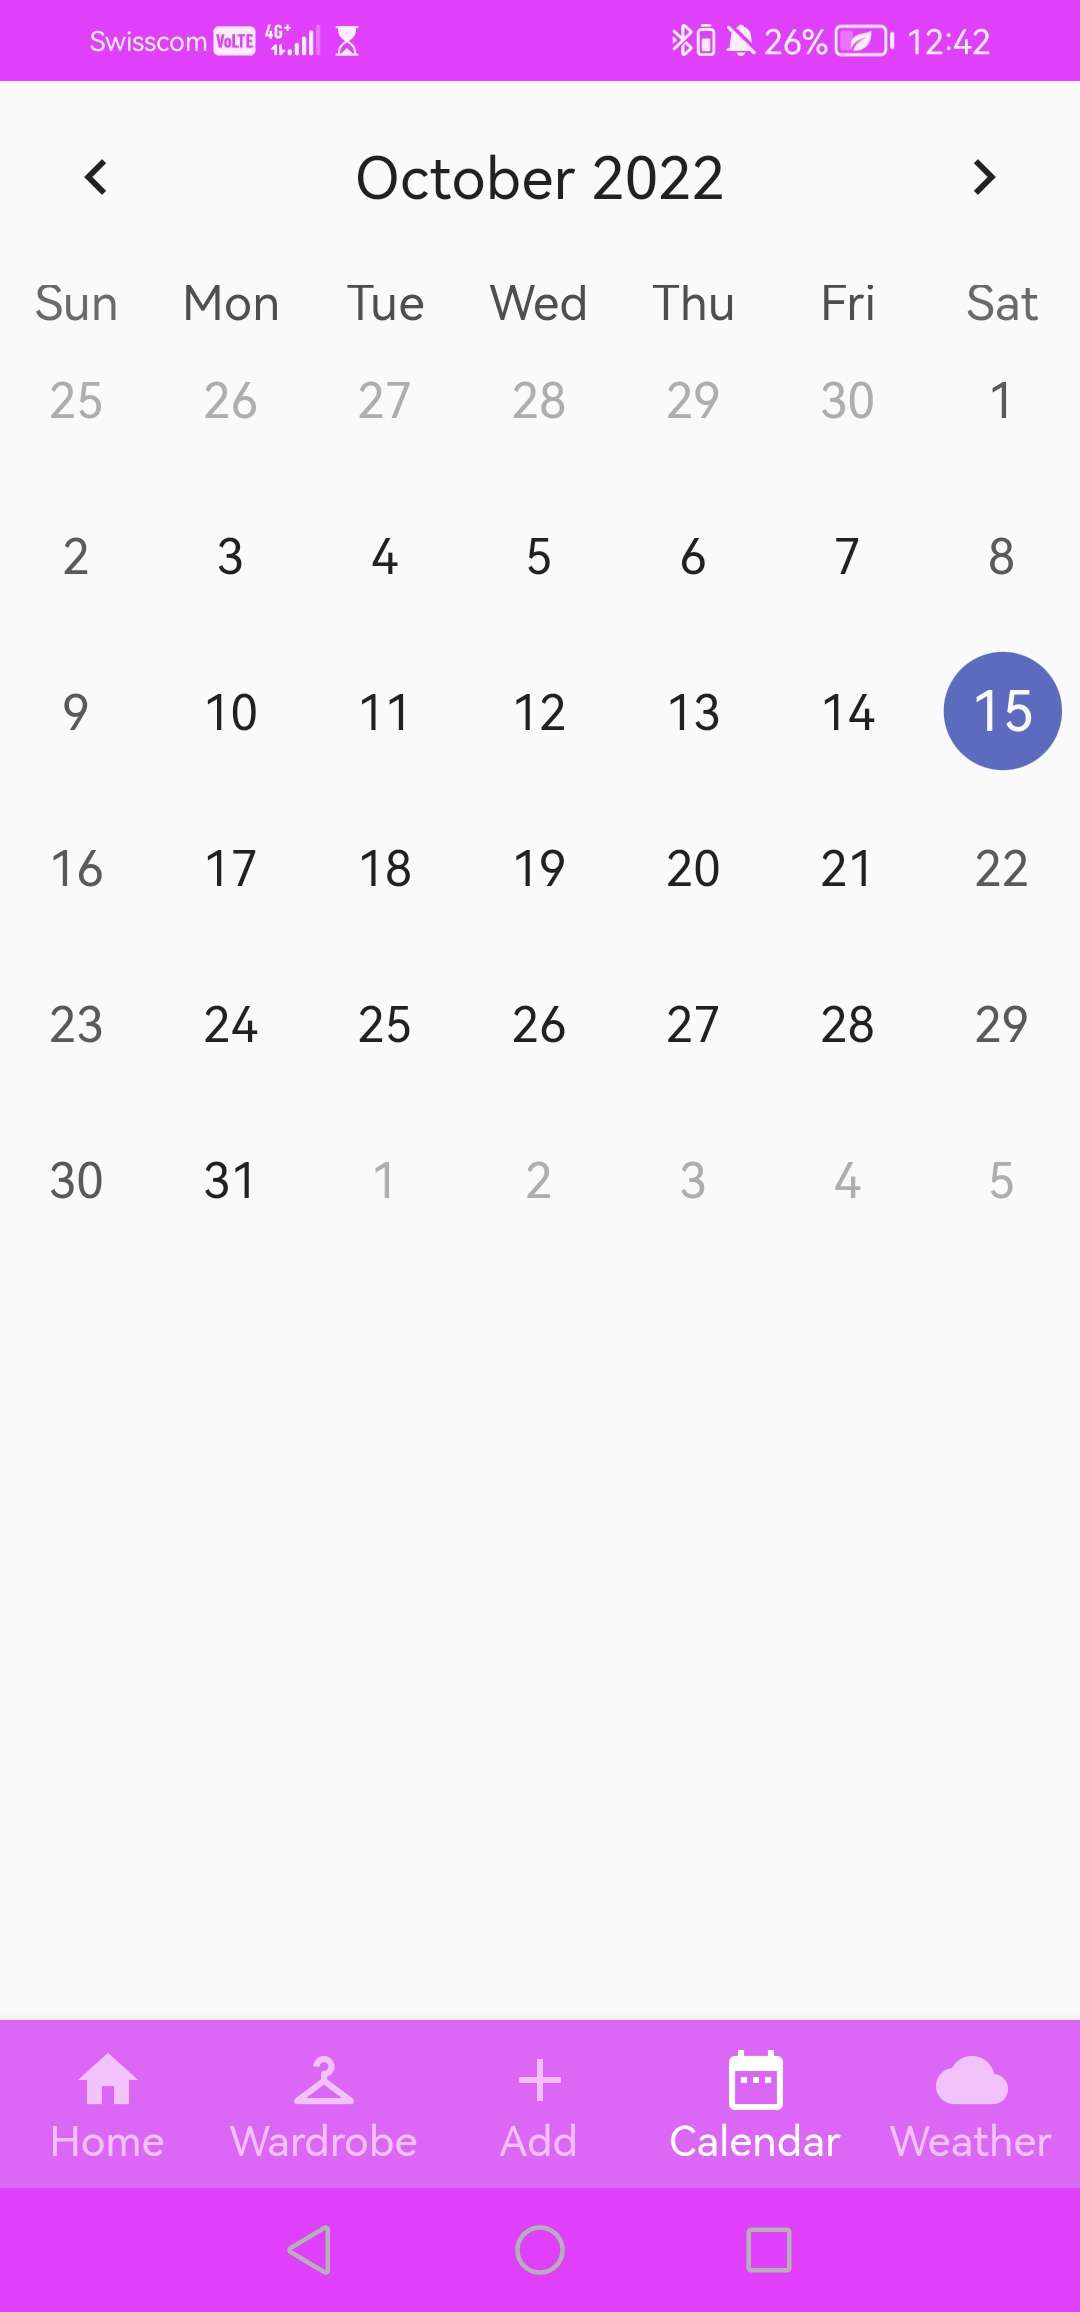 Swisscom VoLTE 4G+ 26% 12:42
October 2022
Sun Mon Tue Wed Thu Fri Sat
25 26 27 28 29 30 1
2 3 4 5 6 7 8
9 10 11 12 13 14 15
16 17 18 19 20 21 22
23 24 25 26 27 28 29
30 31 1 2 3 4 5
Home Wardrobe Add Calendar Weather